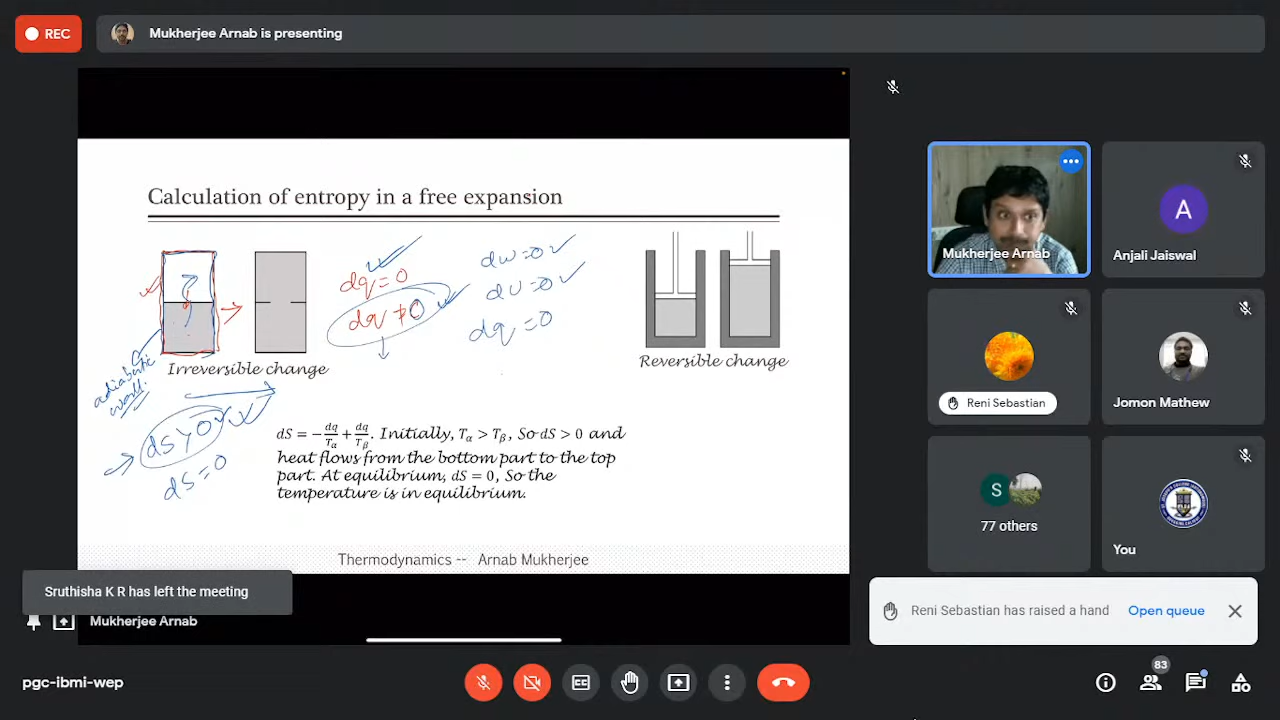 REC
Mukherjee Arnab is presenting
Calculation of entropy in a free expansion
dq = 0
dq ≠ 0
dw = 0
dU = 0
dq = 0
adiabatic
wall.
Irreversible change
Reversible change
dS > 0
dS = 0
dS = −dq/Tα + dq/Tβ. Initially, Tα > Tβ, So dS > 0 and
heat flows from the bottom part to the top
part. At equilibrium, dS = 0, So the
temperature is in equilibrium.
Thermodynamics -- Arnab Mukherjee
Sruthisha K R has left the meeting
Mukherjee Arnab
Mukherjee Arnab
A
Anjali Jaiswal
Reni Sebastian
Jomon Mathew
S
77 others
You
Reni Sebastian has raised a hand
Open queue
pgc-ibmi-wep
CC
83